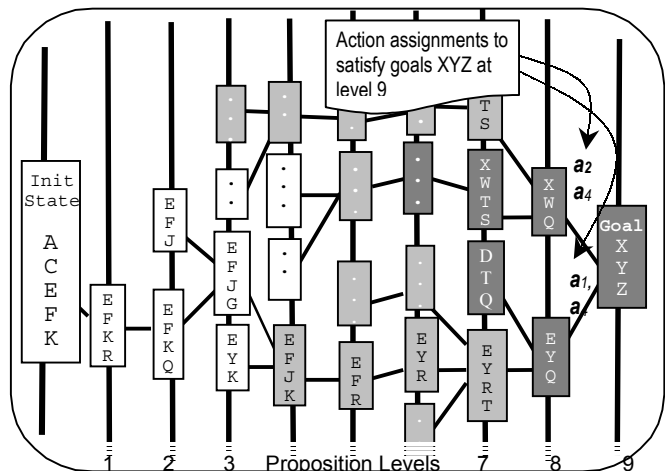 Action assignments to
satisfy goals XYZ at
level 9
Init
State
A
C
E
F
K
E
F
K
R
E
F
J
E
F
K
Q
E
F
J
G
E
Y
K
E
F
J
K
E
F
R
E
Y
R
T
S
X
W
T
S
D
T
Q
E
Y
R
T
X
W
Q
E
Y
Q
a2
a4
a1,
Goal
X
Y
Z
1 2 3 Proposition Levels 7 8 9